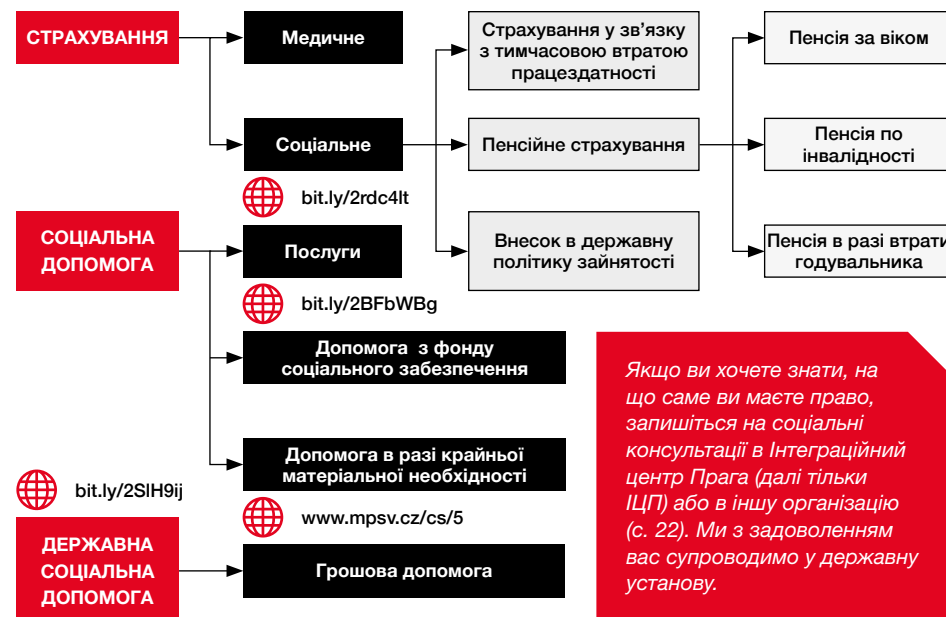 СТРАХУВАННЯ
Медичне
Страхування у зв’язку
з тимчасовою втратою
працездатності
Пенсія за віком
Соціальне
Пенсійне страхування
Пенсія по
інвалідності
bit.ly/2rdc4lt
СОЦІАЛЬНА
ДОПОМОГА
Послуги
Внесок в державну
політику зайнятості
Пенсія в разі втрати
годувальника
bit.ly/2BFbWBg
Допомога з фонду
соціального забезпечення
Допомога в разі крайньої
матеріальної необхідності
bit.ly/2SlH9ij
www.mpsv.cz/cs/5
ДЕРЖАВНА
СОЦІАЛЬНА
ДОПОМОГА
Грошова допомога
Якщо ви хочете знати, на
що саме ви маєте право,
запишіться на соціальні
консультації в Інтеграційний
центр Прага (далі тільки
ІЦП) або в іншу організацію
(с. 22). Ми з задоволенням
вас супроводимо у державну
установу.